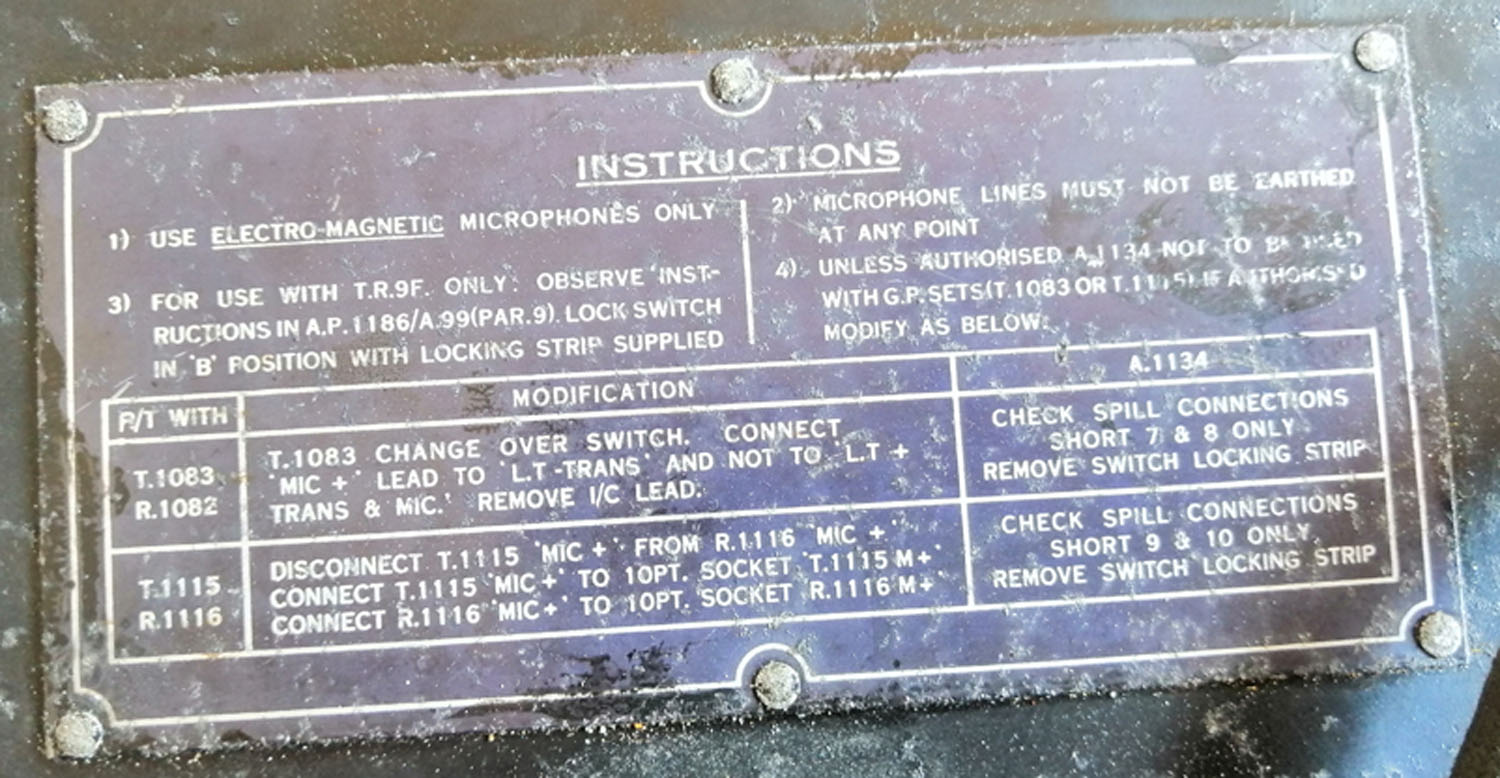 INSTRUCTIONS
1) USE ELECTRO-MAGNETIC MICROPHONES ONLY
2) MICROPHONE LINES MUST NOT BE EARTHED
AT ANY POINT
3) FOR USE WITH T.R.9F. ONLY: OBSERVE 'INST-
RUCTIONS IN A.P.1186/A.99(PAR.9). LOCK SWITCH
IN 'B' POSITION WITH LOCKING STRIP SUPPLIED
4) UNLESS AUTHORISED A.1134 NOT TO BE USED
WITH G.P. SETS (T.1083 OR T.1115) IF AUTHORISED
MODIFY AS BELOW.
R/T WITH
MODIFICATION
A.1134
T.1083
R.1082
T.1083 CHANGE OVER SWITCH. CONNECT
'MIC +' LEAD TO 'L.T-TRANS' AND NOT TO 'L.T +
TRANS & MIC.' REMOVE I/C LEAD.
CHECK SPILL CONNECTIONS
SHORT 7 & 8 ONLY
REMOVE SWITCH LOCKING STRIP
T.1115
R.1116
DISCONNECT T.1115 'MIC +' FROM R.1116 'MIC +'
CONNECT T.1115 'MIC +' TO 10PT. SOCKET 'T.1115 M+'
CONNECT R.1116 'MIC +' TO 10PT. SOCKET 'R.1116 M+'
CHECK SPILL CONNECTIONS
SHORT 9 & 10 ONLY.
REMOVE SWITCH LOCKING STRIP